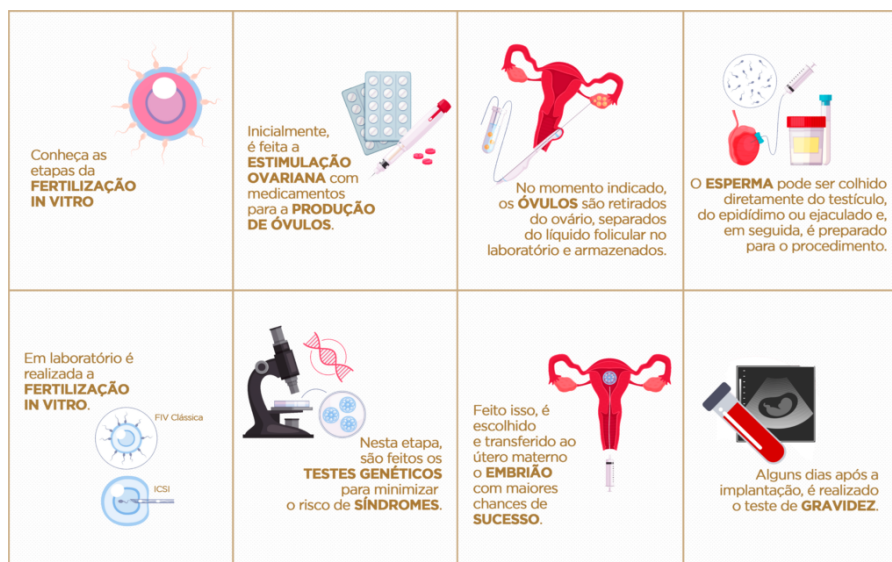 Conheça as
etapas da
FERTILIZAÇÃO
IN VITRO
Inicialmente,
é feita a
ESTIMULAÇÃO
OVARIANA com
medicamentos
para a PRODUÇÃO
DE ÓVULOS.
No momento indicado,
os ÓVULOS são retirados
do ovário, separados
do líquido folicular no
laboratório e armazenados.
O ESPERMA pode ser colhido
diretamente do testículo,
do epidídimo ou ejaculado e,
em seguida, é preparado
para o procedimento.
Em laboratório é
realizada a
FERTILIZAÇÃO
IN VITRO.
FIV Clássica
ICSI
Nesta etapa,
são feitos os
TESTES GENÉTICOS
para minimizar
o risco de SÍNDROMES.
Feito isso, é
escolhido
e transferido ao
útero materno
o EMBRIÃO
com maiores
chances de
SUCESSO.
Alguns dias após a
implantação, é realizado
o teste de GRAVIDEZ.